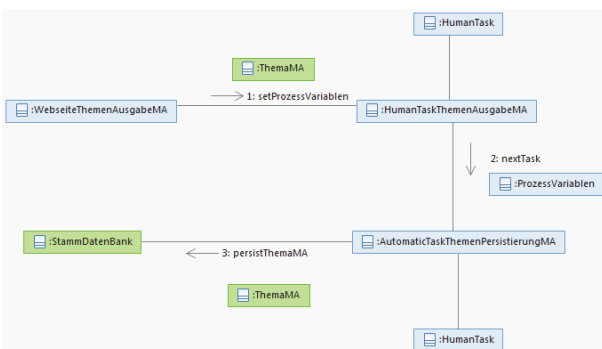 :HumanTask
:ThemaMA
1: setProzessVariablen
:WebseiteThemenAusgabeMA
:HumanTaskThemenAusgabeMA
2: nextTask
:ProzessVariablen
:StammDatenBank
:AutomaticTaskThemenPersistierungMA
3: persistThemaMA
:ThemaMA
:HumanTask